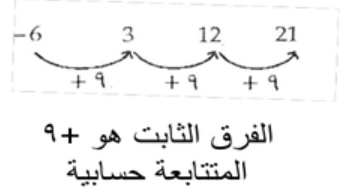 -6 3 12 21
+ ٩ + ٩ + ٩
الفرق الثابت هو +٩
المتتابعة حسابية